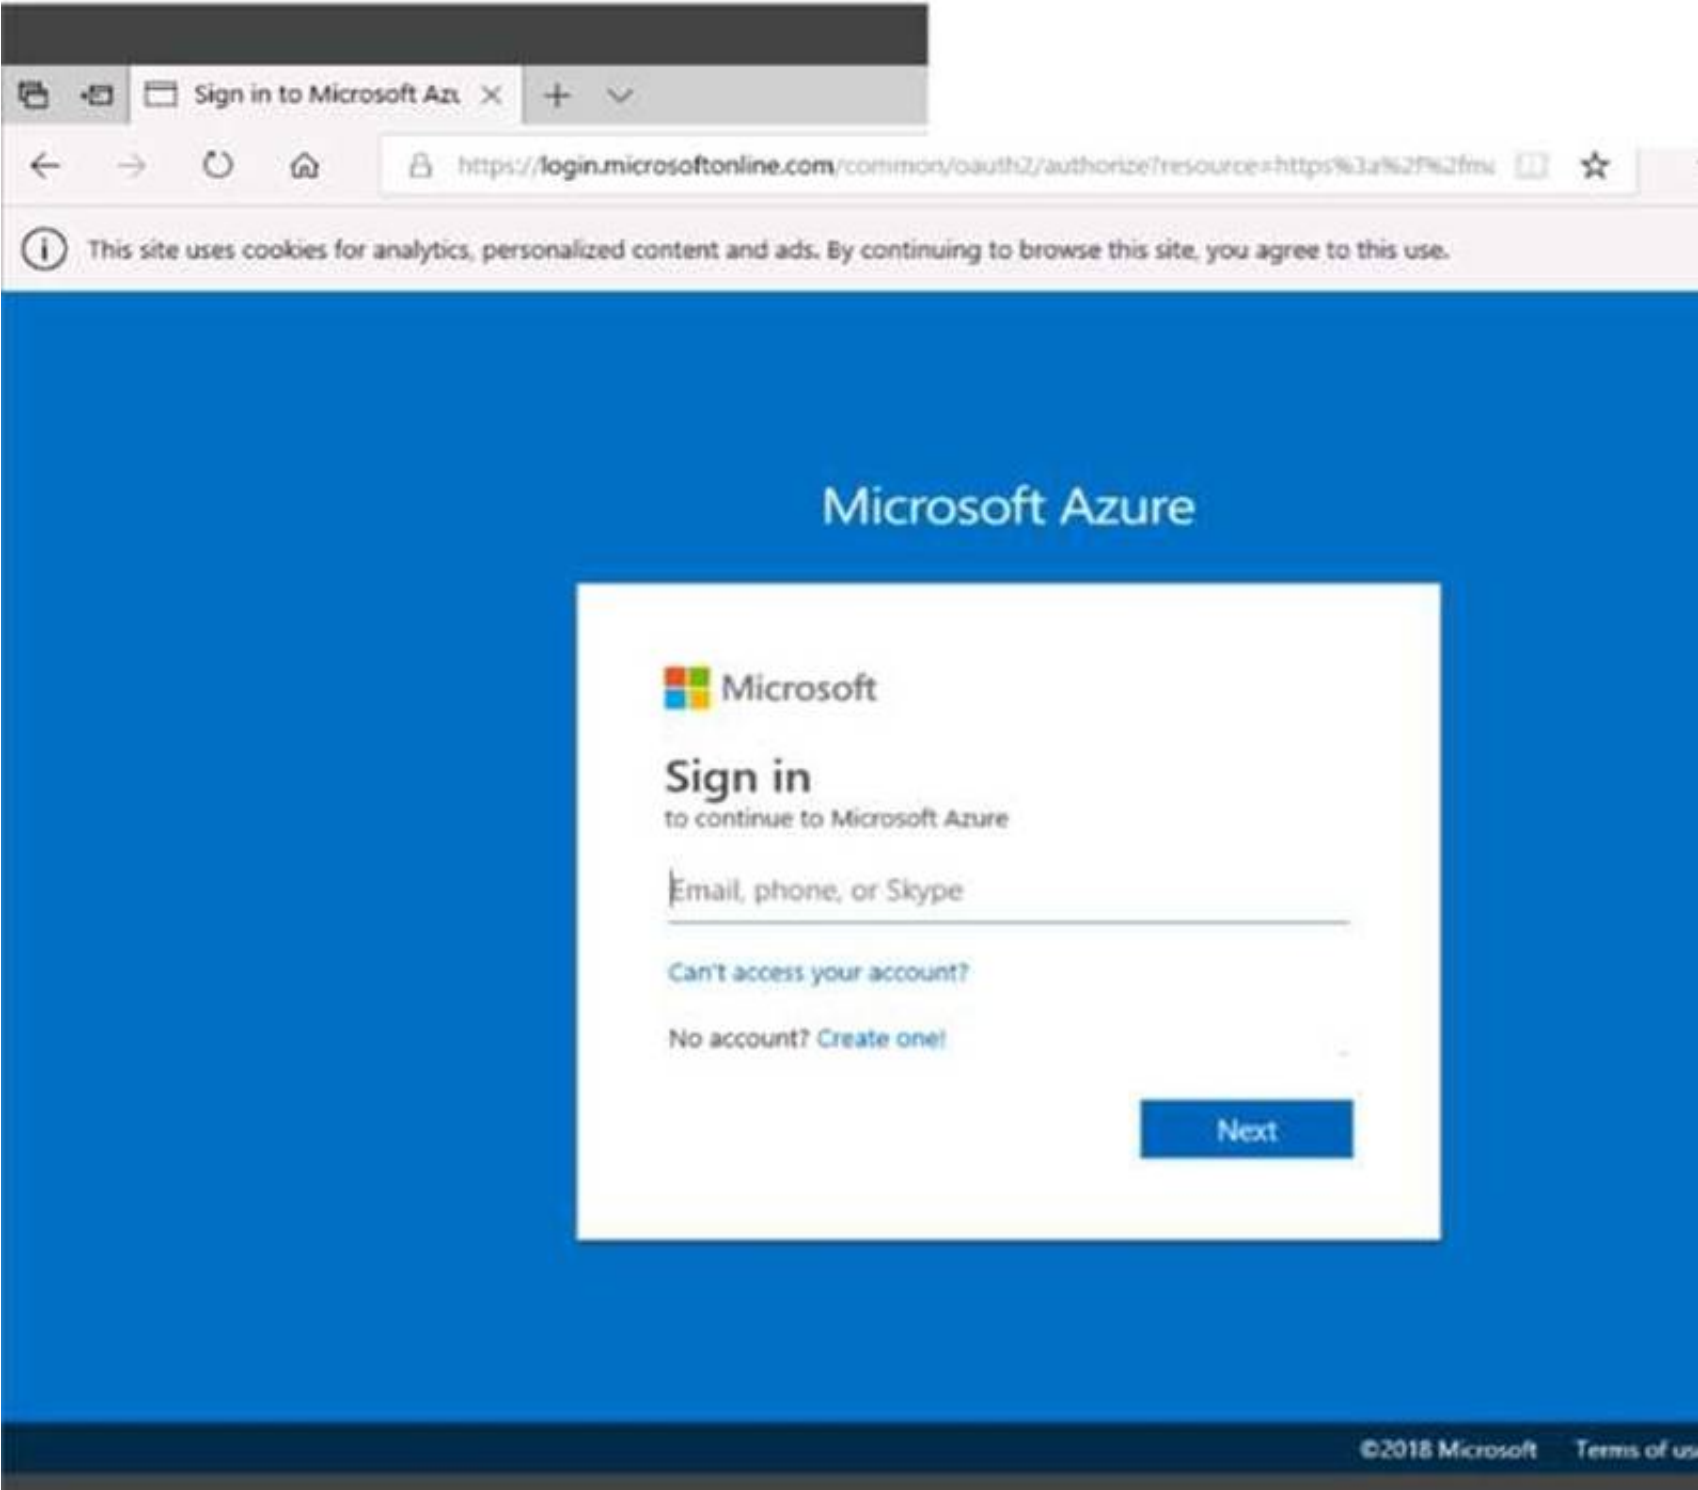 Sign in to Microsoft Azu
https://login.microsoftonline.com/common/oauth2/authorize?resource=https%3a%2f%2fma
This site uses cookies for analytics, personalized content and ads. By continuing to browse this site, you agree to this use.
Microsoft Azure
Microsoft
Sign in
to continue to Microsoft Azure
Email, phone, or Skype
Can't access your account?
No account? Create one!
Next
©2018 Microsoft Terms of use